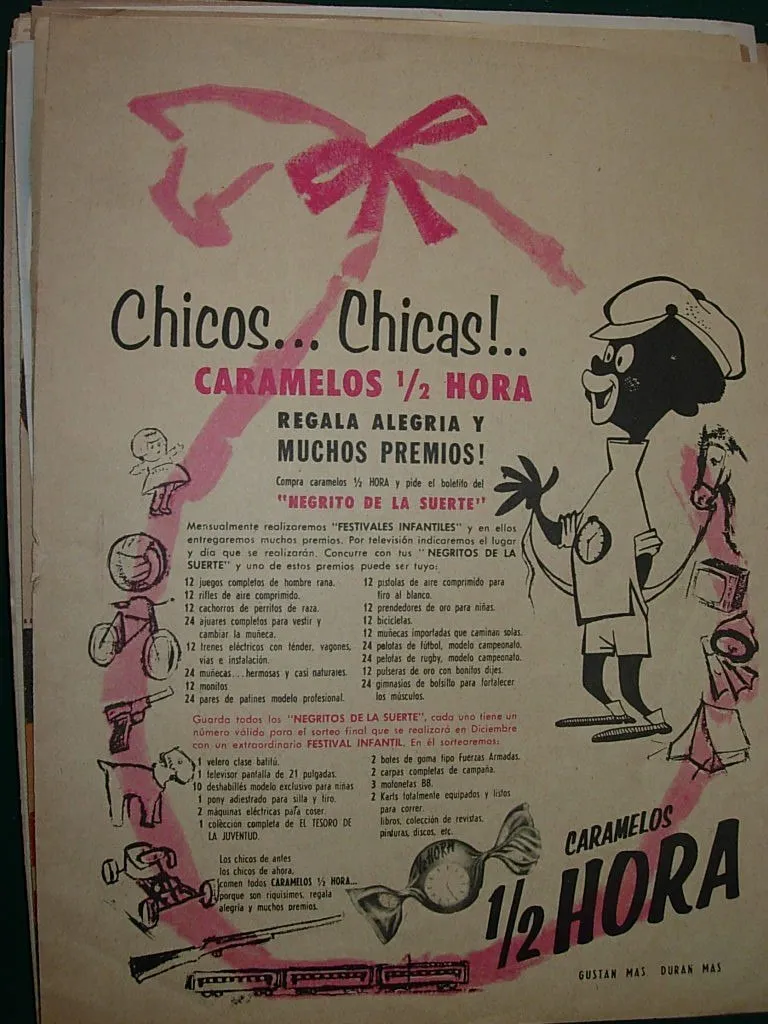 Chicos... Chicas!..
CARAMELOS 1/2 HORA
REGALA ALEGRIA Y
MUCHOS PREMIOS!
Compra caramelos ½ HORA y pide el boletito del
"NEGRITO DE LA SUERTE"
Mensualmente realizaremos "FESTIVALES INFANTILES" y en ellos
entregaremos muchos premios. Por televisión indicaremos el lugar
y día que se realizarán. Concurre con tus "NEGRITOS DE LA
SUERTE" y uno de estos premios puede ser tuyo:
12 juegos completos de hombre rana.
12 rifles de aire comprimido.
12 cachorros de perritos de raza.
24 ajuares completos para vestir y
cambiar la muñeca.
12 trenes eléctricos con ténder, vagones,
vías e instalación.
24 muñecas...hermosas y casi naturales.
12 monitos
24 pares de patines modelo profesional.
12 pistolas de aire comprimido para
tiro al blanco.
12 prendedores de oro para niñas.
12 bicicletas.
12 muñecas importadas que caminan solas.
24 pelotas de fútbol, modelo campeonato.
24 pelotas de rugby, modelo campeonato.
12 pulseras de oro con bonitos dijes.
24 gimnasios de bolsillo para fortalecer
los músculos.
Guarda todos los "NEGRITOS DE LA SUERTE", cada uno tiene un
número válido para el sorteo final que se realizará en Diciembre
con un extraordinario FESTIVAL INFANTIL. En él sortearemos:
1 velero clase batitú.
1 televisor pantalla de 21 pulgadas.
10 deshabillés modelo exclusivo para niñas
1 pony adiestrado para silla y tiro.
2 máquinas eléctricas para coser.
1 colección completa de EL TESORO DE
LA JUVENTUD.
2 botes de goma tipo Fuerzas Armadas.
2 carpas completas de campaña.
3 motonetas BB.
2 Karts totalmente equipados y listos
para correr.
libros, colección de revistas,
pinturas, discos, etc.
Los chicos de antes
los chicos de ahora,
comen todos CARAMELOS ½ HORA...
porque son riquísimos, regala
alegría y muchos premios.
½ HORA
CARAMELOS
1/2 HORA
GUSTAN MAS DURAN MAS